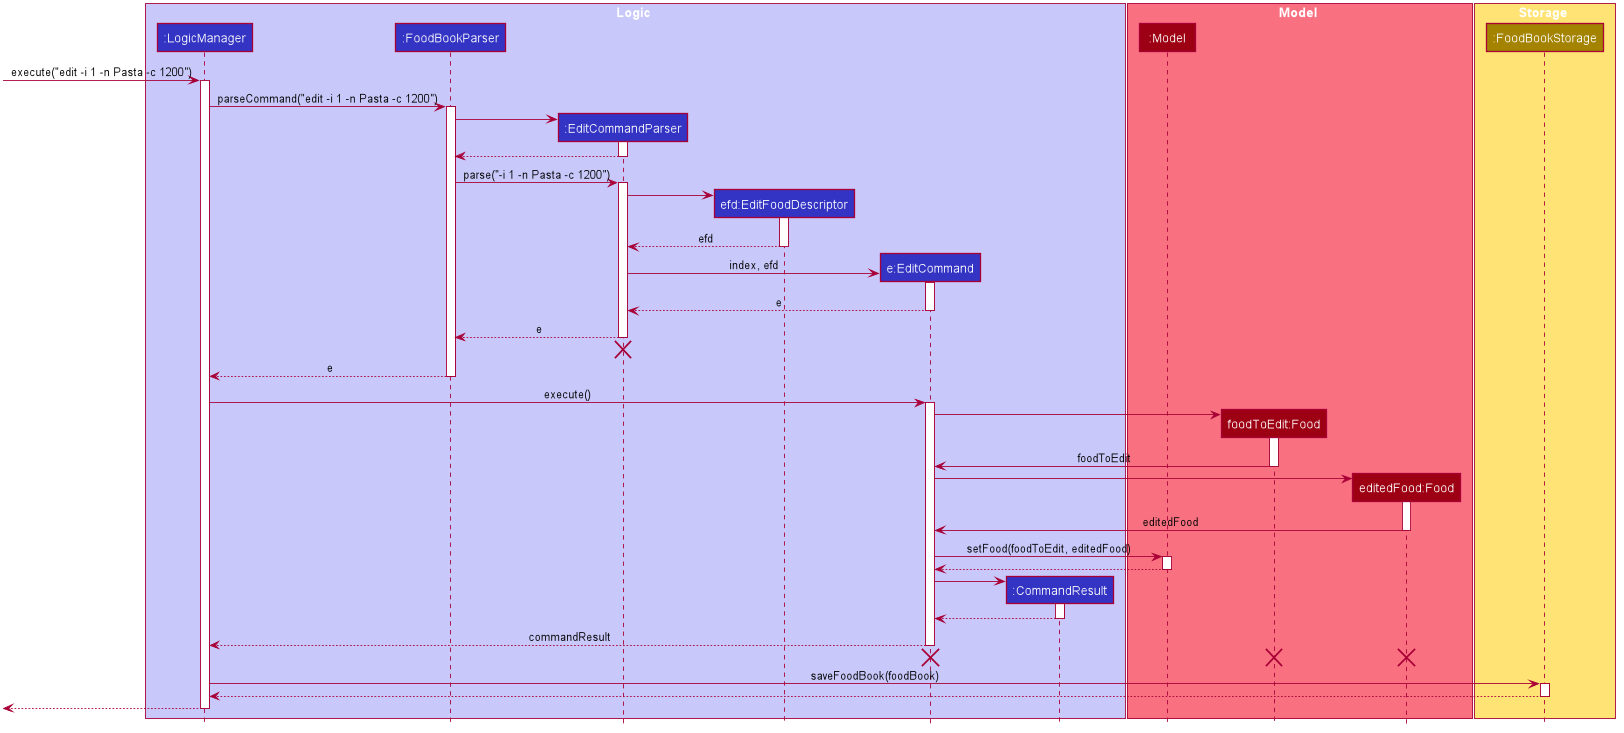 Logic
Model
Storage
:LogicManager
:FoodBookParser
:Model
:FoodBookStorage
execute("edit -i 1 -n Pasta -c 1200")
parseCommand("edit -i 1 -n Pasta -c 1200")
:EditCommandParser
parse("-i 1 -n Pasta -c 1200")
efd:EditFoodDescriptor
efd
index, efd
e:EditCommand
e
e
e
execute()
foodToEdit:Food
foodToEdit
editedFood:Food
editedFood
setFood(foodToEdit, editedFood)
:CommandResult
commandResult
saveFoodBook(foodBook)